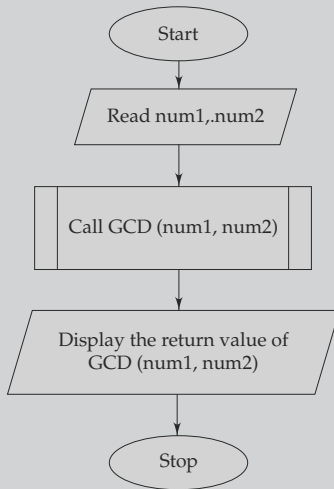 Start
Read num1,.num2
Call GCD (num1, num2)
Display the return value of
GCD (num1, num2)
Stop